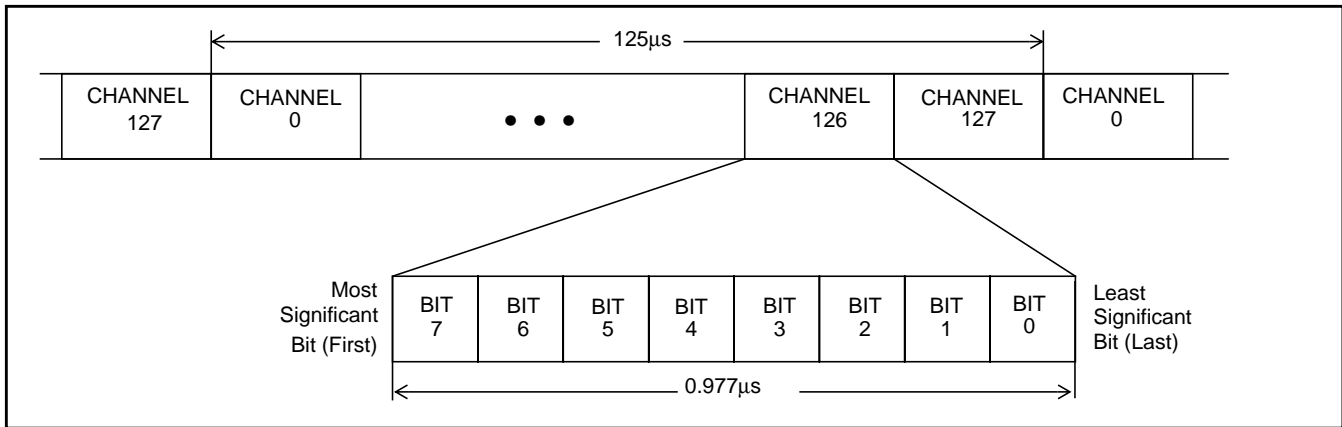 125μs
CHANNEL
127
CHANNEL
0
CHANNEL
126
CHANNEL
127
CHANNEL
0
Most
Significant
Bit (First)
BIT
7
BIT
6
BIT
5
BIT
4
BIT
3
BIT
2
BIT
1
BIT
0
Least
Significant
Bit (Last)
0.977μs